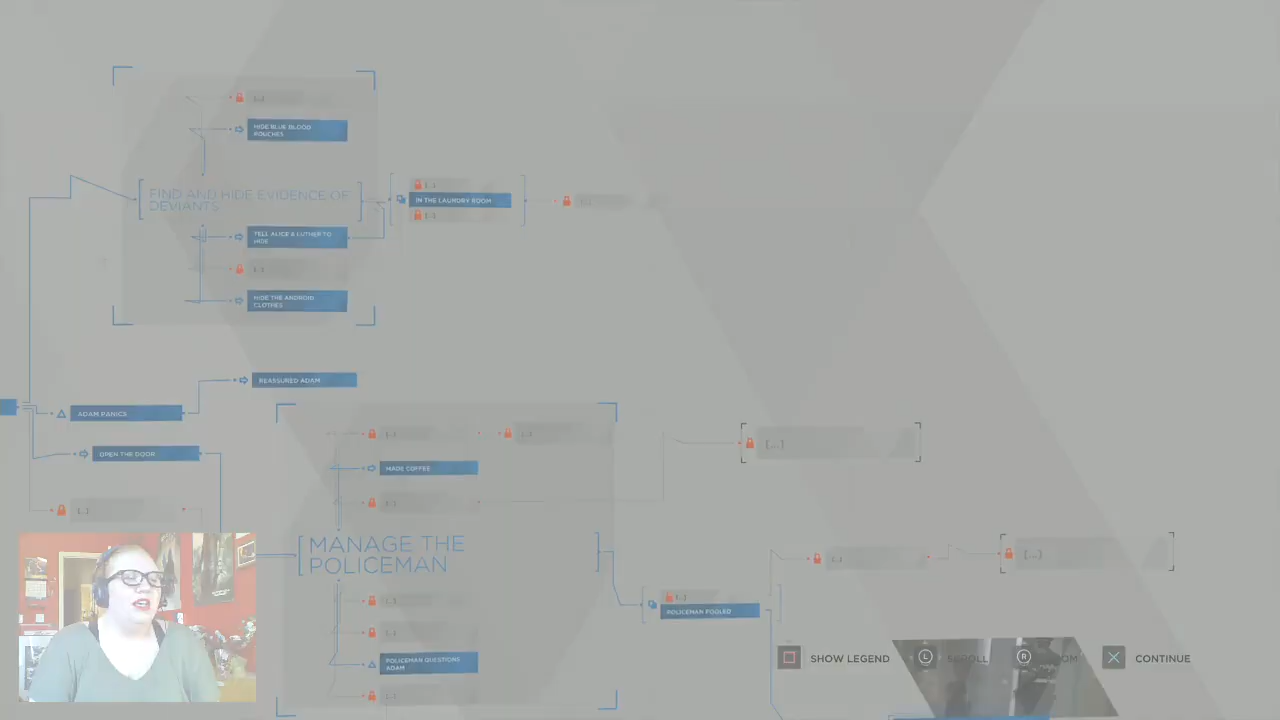 [...]
HIDE BLUE BLOOD
POUCHES
FIND AND HIDE EVIDENCE OF
DEVIANTS
[...]
IN THE LAUNDRY ROOM
[...]
[...]
TELL ALICE & LUTHER TO
HIDE
[...]
HIDE THE ANDROID
CLOTHES
REASSURED ADAM
ADAM PANICS
OPEN THE DOOR
[...]
[...]
[...]
MADE COFFEE
[...]
[...]
MANAGE THE
POLICEMAN
[...]
[...]
POLICEMAN QUESTIONS
ADAM
[...]
[...]
POLICEMAN FOOLED
[...]
[...]
SHOW LEGEND
L
SCROLL
R
CONTINUE